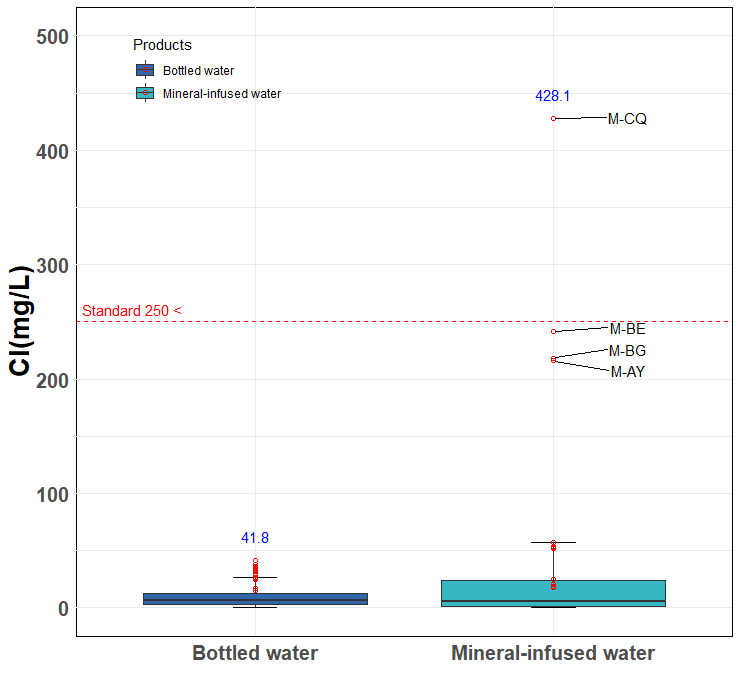 500
400
300
200
100
0
Cl(mg/L)
Products
Bottled water
Mineral-infused water
428.1
M-CQ
Standard 250 <
M-BE
M-BG
M-AY
41.8
Bottled water
Mineral-infused water